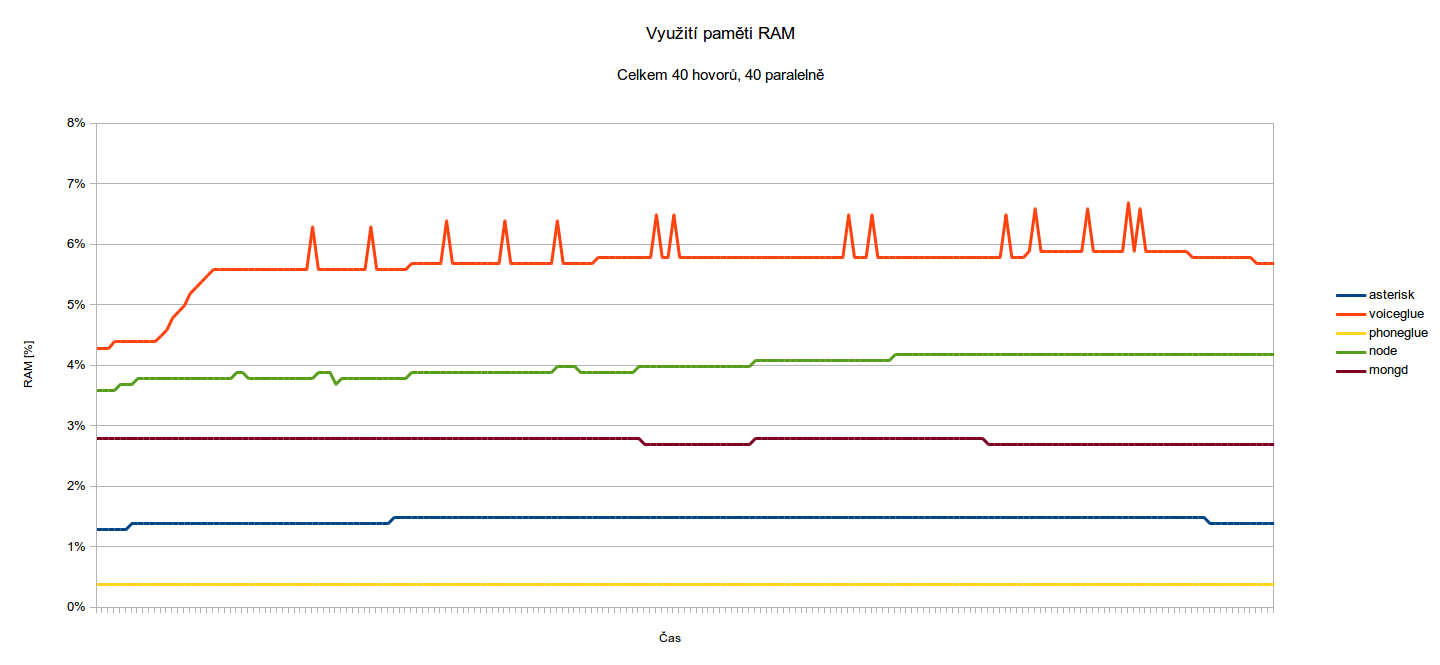 Využití paměti RAM
Celkem 40 hovorů, 40 paralelně
8%
7%
6%
5%
4%
3%
2%
1%
0%
RAM [%]
Čas
asterisk
voiceglue
phoneglue
node
mongd